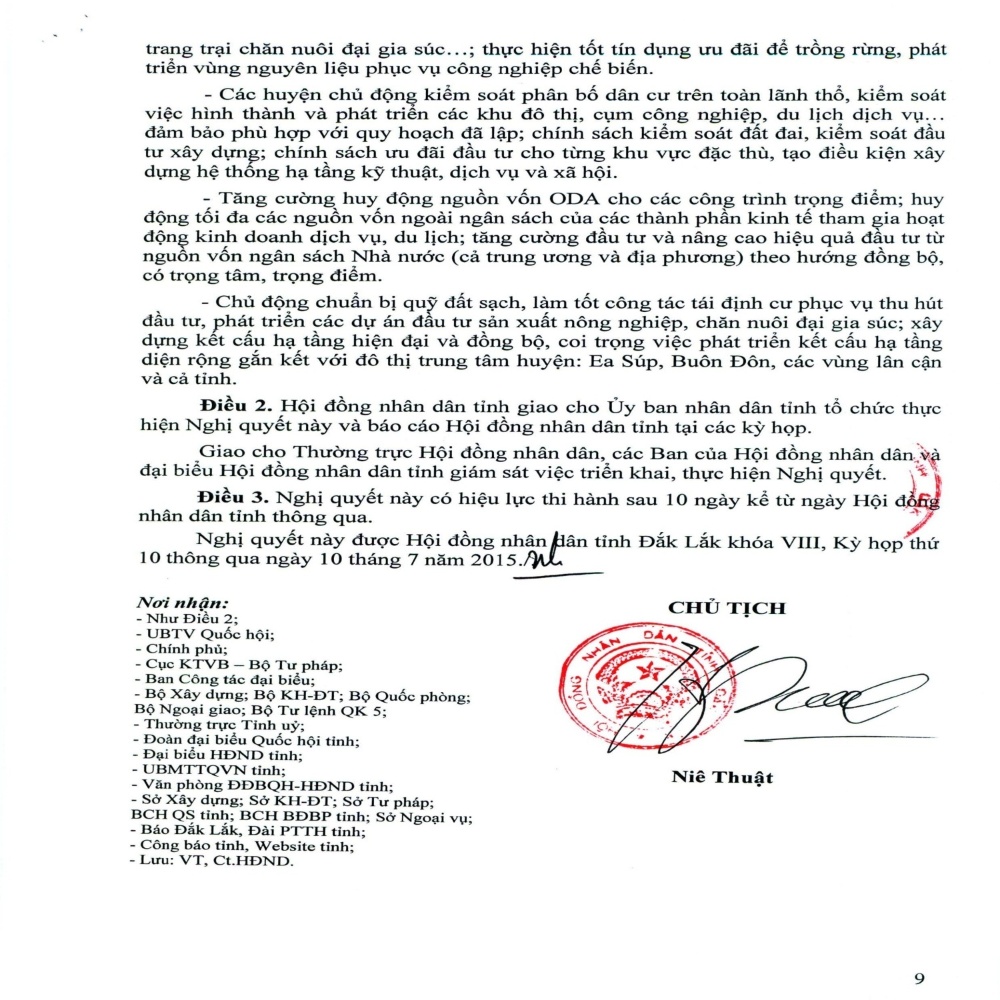 trang trại chăn nuôi đại gia súc…; thực hiện tốt tín dụng ưu đãi để trồng rừng, phát
triển vùng nguyên liệu phục vụ công nghiệp chế biến.
- Các huyện chủ động kiểm soát phân bố dân cư trên toàn lãnh thổ, kiểm soát
việc hình thành và phát triển các khu đô thị, cụm công nghiệp, du lịch dịch vụ…
đảm bảo phù hợp với quy hoạch đã lập; chính sách kiểm soát đất đai, kiểm soát đầu
tư xây dựng; chính sách ưu đãi đầu tư cho từng khu vực đặc thù, tạo điều kiện xây
dựng hệ thống hạ tầng kỹ thuật, dịch vụ và xã hội.
- Tăng cường huy động nguồn vốn ODA cho các công trình trọng điểm; huy
động tối đa các nguồn vốn ngoài ngân sách của các thành phần kinh tế tham gia hoạt
động kinh doanh dịch vụ, du lịch; tăng cường đầu tư và nâng cao hiệu quả đầu tư từ
nguồn vốn ngân sách Nhà nước (cả trung ương và địa phương) theo hướng đồng bộ,
có trọng tâm, trọng điểm.
- Chủ động chuẩn bị quỹ đất sạch, làm tốt công tác tái định cư phục vụ thu hút
đầu tư, phát triển các dự án đầu tư sản xuất nông nghiệp, chăn nuôi đại gia súc; xây
dựng kết cấu hạ tầng hiện đại và đồng bộ, coi trọng việc phát triển kết cấu hạ tầng
diện rộng gắn kết với đô thị trung tâm huyện: Ea Súp, Buôn Đôn, các vùng lân cận
và cả tỉnh.
Điều 2. Hội đồng nhân dân tỉnh giao cho Ủy ban nhân dân tỉnh tổ chức thực
hiện Nghị quyết này và báo cáo Hội đồng nhân dân tỉnh tại các kỳ họp.
Giao cho Thường trực Hội đồng nhân dân, các Ban của Hội đồng nhân dân và
đại biểu Hội đồng nhân dân tỉnh giám sát việc triển khai, thực hiện Nghị quyết.
Điều 3. Nghị quyết này có hiệu lực thi hành sau 10 ngày kể từ ngày Hội đồng
nhân dân tỉnh thông qua.
Nghị quyết này được Hội đồng nhân dân tỉnh Đắk Lắk khóa VIII, Kỳ họp thứ
10 thông qua ngày 10 tháng 7 năm 2015./.
Nơi nhận:
- Như Điều 2;
- UBTV Quốc hội;
- Chính phủ;
- Cục KTVB – Bộ Tư pháp;
- Ban Công tác đại biểu;
- Bộ Xây dựng; Bộ KH-ĐT; Bộ Quốc phòng;
Bộ Ngoại giao; Bộ Tư lệnh QK 5;
- Thường trực Tỉnh uỷ;
- Đoàn đại biểu Quốc hội tỉnh;
- Đại biểu HĐND tỉnh;
- UBMTTQVN tỉnh;
- Văn phòng ĐĐBQH-HĐND tỉnh;
- Sở Xây dựng; Sở KH-ĐT; Sở Tư pháp;
BCH QS tỉnh; BCH BĐBP tỉnh; Sở Ngoại vụ;
- Báo Đắk Lắk, Đài PTTH tỉnh;
- Công báo tỉnh, Website tỉnh;
- Lưu: VT, Ct.HĐND.
CHỦ TỊCH
ĐỒNG NHÂN DÂN TỈNH
Niê Thuật
9